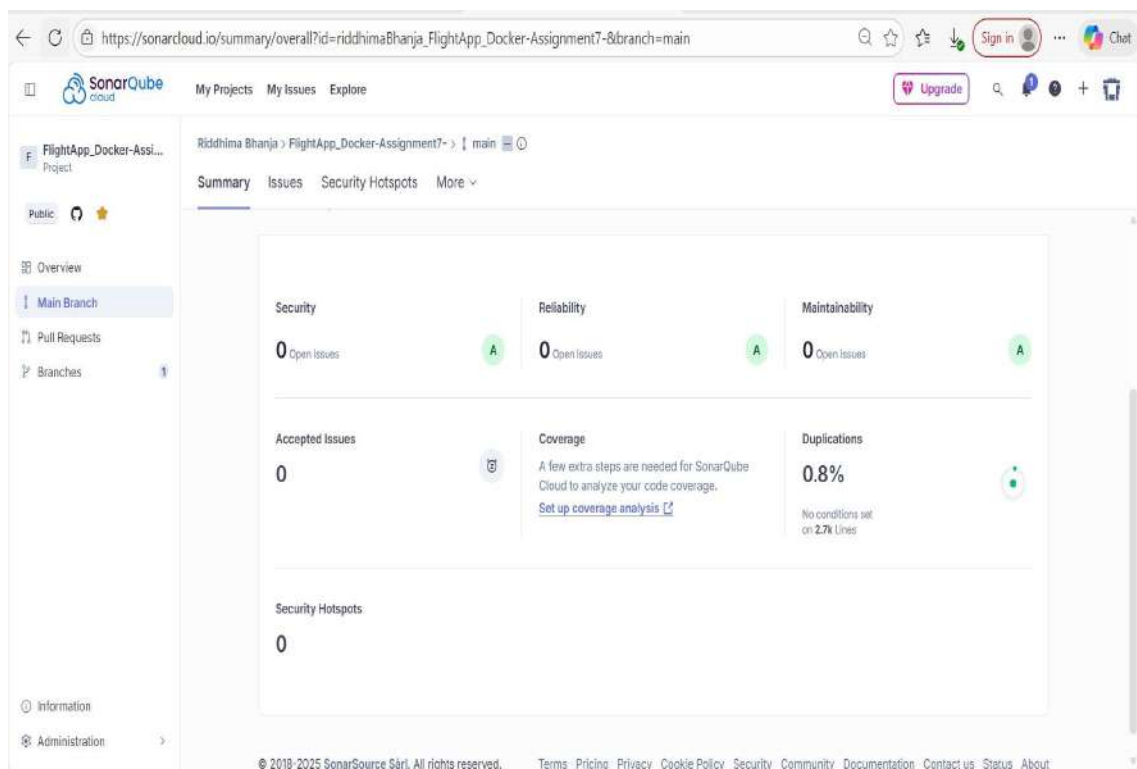 https://sonarcloud.io/summary/overall?id=riddhimaBhanja_FlightApp_Docker-Assignment7-&branch=main
Sign in
Chat
SonarQube
cloud
My Projects My Issues Explore
Upgrade
1
F
FlightApp_Docker-Assi...
Project
Public
Riddhima Bhanja > FlightApp_Docker-Assignment7- > main
Summary Issues Security Hotspots More
Overview
Main Branch
Pull Requests
Branches 1
Security
0 Open Issues A
Reliability
0 Open Issues A
Maintainability
0 Open Issues A
Accepted Issues
0
Coverage
A few extra steps are needed for SonarQube
Cloud to analyze your code coverage.
Set up coverage analysis
Duplications
0.8%
No conditions set
on 2.7k Lines
Security Hotspots
0
Information
Administration
© 2018-2025 SonarSource Sàrl. All rights reserved.
Terms Pricing Privacy Cookie Policy Security Community Documentation Contact us Status About